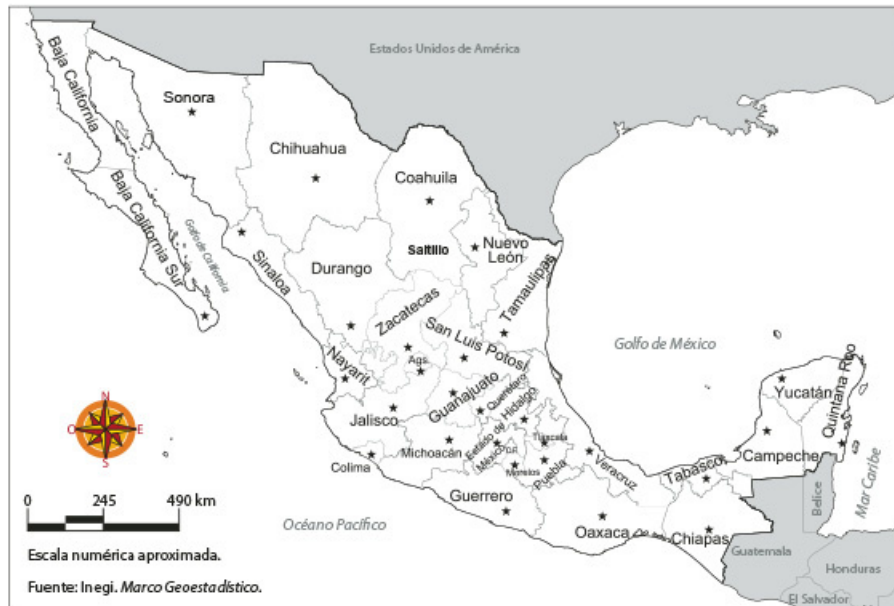 Estados Unidos de América
Baja California
Sonora
Chihuahua
Coahuila
Baja California Sur
Golfo de California
Sinaloa
Saltillo
Nuevo
León
Durango
Tamaulipas
Zacatecas
San Luis Potosí
Golfo de México
Nayarit
Ags.
Guanajuato
Querétaro
Hidalgo
Yucatán
Quintana Roo
Jalisco
Estado de
México
D.F.
Tlaxcala
Michoacán
Colima
Morelos
Puebla
Veracruz
Tabasco
Campeche
Mar Caribe
Belice
Guerrero
Oaxaca
Chiapas
Océano Pacífico
Guatemala
Honduras
El Salvador
N
O
E
S
0 245 490 km
Escala numérica aproximada.
Fuente: Inegi. Marco Geoestadístico.